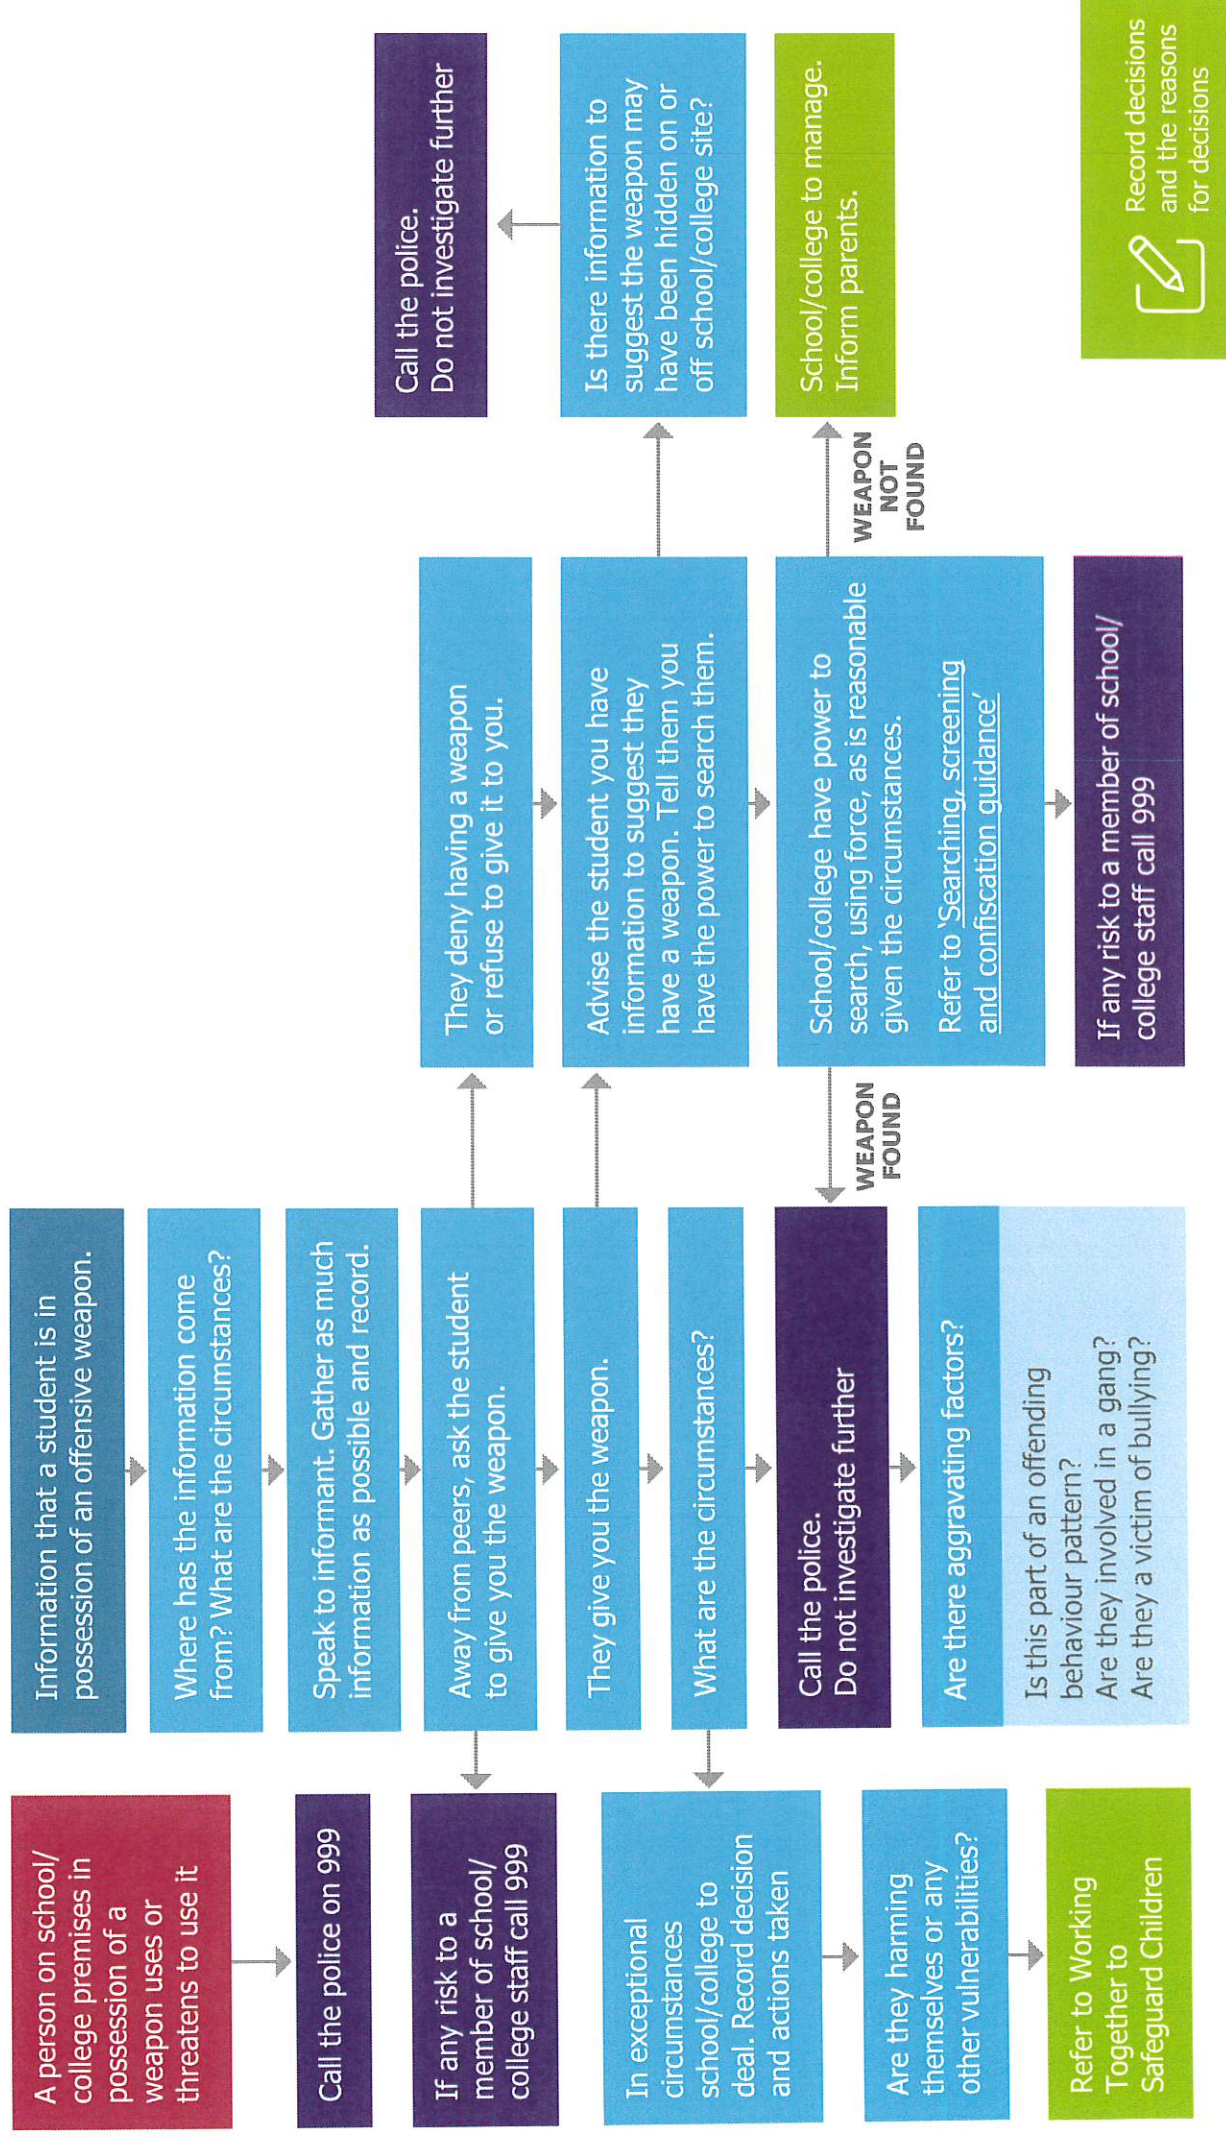 A person on school/
college premises in
possession of a
weapon uses or
threatens to use it
Call the police on 999
If any risk to a
member of school/
college staff call 999
In exceptional
circumstances
school/college to
deal. Record decision
and actions taken
Are they harming
themselves or any
other vulnerabilities?
Refer to Working
Together to
Safeguard Children
Information that a student is in
possession of an offensive weapon.
Where has the information come
from? What are the circumstances?
Speak to informant. Gather as much
information as possible and record.
Away from peers, ask the student
to give you the weapon.
They give you the weapon.
What are the circumstances?
Call the police.
Do not investigate further
Are there aggravating factors?
Is this part of an offending
behaviour pattern?
Are they involved in a gang?
Are they a victim of bullying?
They deny having a weapon
or refuse to give it to you.
Advise the student you have
information to suggest they
have a weapon. Tell them you
have the power to search them.
WEAPON
FOUND
School/college have power to
search, using force, as is reasonable
given the circumstances.
Refer to ‘Searching, screening
and confiscation guidance’
If any risk to a member of school/
college staff call 999
WEAPON
NOT
FOUND
Call the police.
Do not investigate further
Is there information to
suggest the weapon may
have been hidden on or
off school/college site?
School/college to manage.
Inform parents.
Record decisions
and the reasons
for decisions